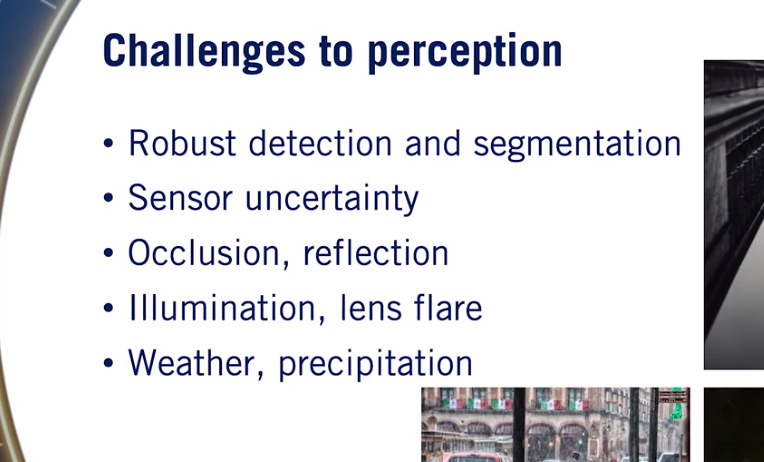 Challenges to perception
• Robust detection and segmentation
• Sensor uncertainty
• Occlusion, reflection
• Illumination, lens flare
• Weather, precipitation